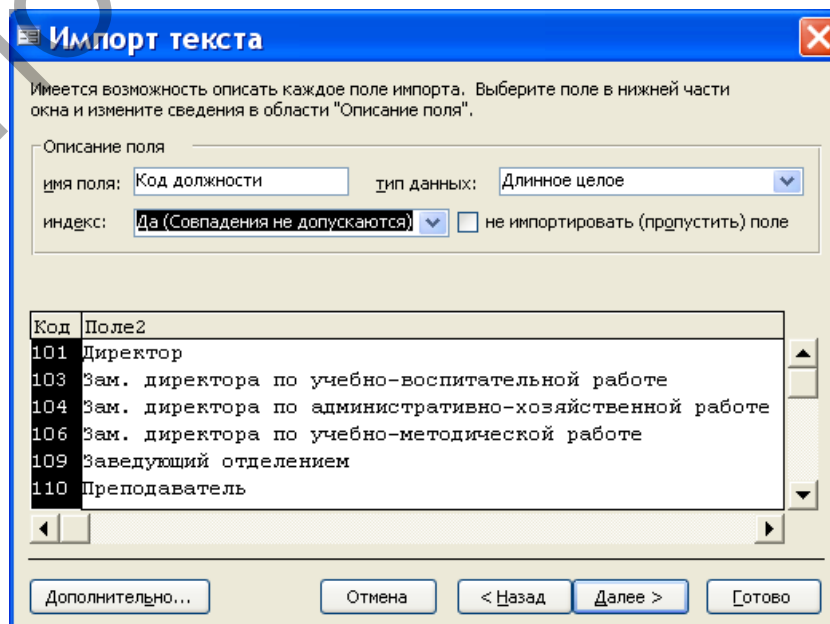 Импорт текста
Имеется возможность описать каждое поле импорта. Выберите поле в нижней части
окна и измените сведения в области "Описание поля".
Описание поля
имя поля: Код должности тип данных: Длинное целое
индекс: Да (Совпадения не допускаются) не импортировать (пропустить) поле
Код Поле2
101 Директор
103 Зам. директора по учебно-воспитательной работе
104 Зам. директора по административно-хозяйственной работе
106 Зам. директора по учебно-методической работе
109 Заведующий отделением
110 Преподаватель
Дополнительно... Отмена < Назад Далее > Готово